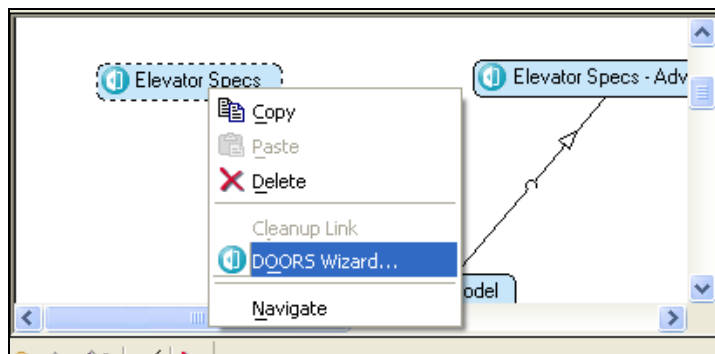 Elevator Specs
Elevator Specs - Adv
Copy
Paste
Delete
Cleanup Link
DOORS Wizard...
odel
Navigate